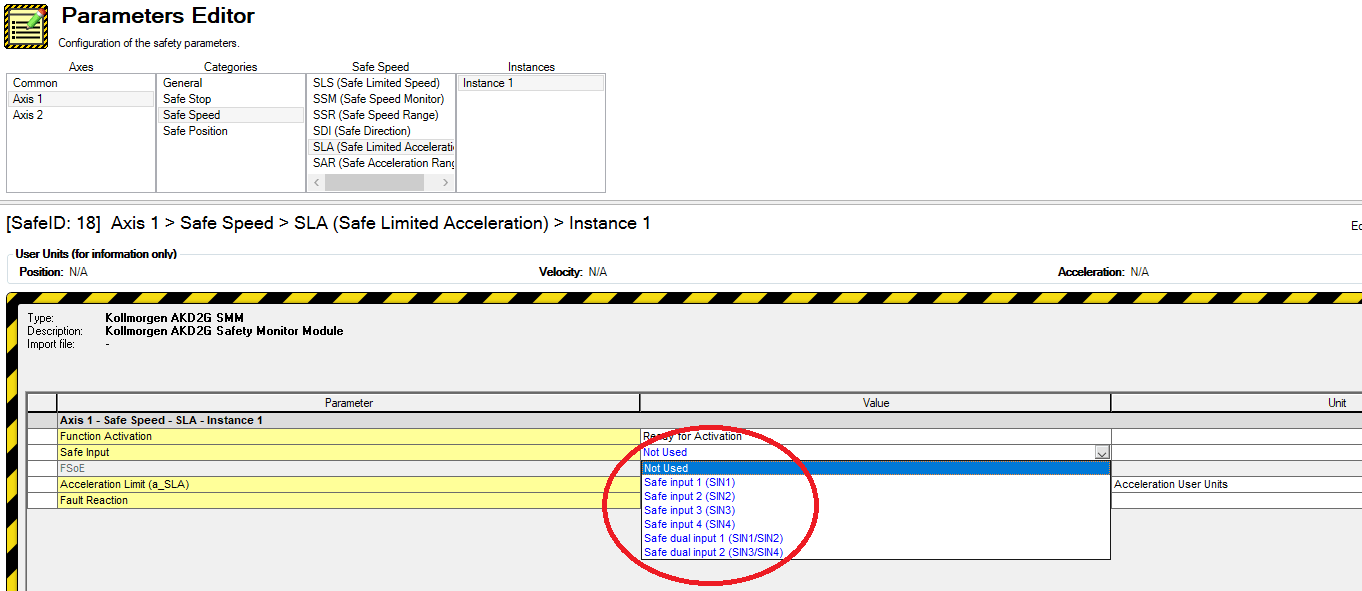 Parameters Editor
Configuration of the safety parameters.
Axes Categories Safe Speed Instances
Common General SLS (Safe Limited Speed) Instance 1
Axis 1 Safe Stop SSM (Safe Speed Monitor)
Axis 2 Safe Speed SSR (Safe Speed Range)
Safe Position SDI (Safe Direction)
SLA (Safe Limited Accelerati
SAR (Safe Acceleration Rang
[SafeID: 18] Axis 1 > Safe Speed > SLA (Safe Limited Acceleration) > Instance 1 Ec
User Units (for information only)
Position: N/A Velocity: N/A Acceleration: N/A
Type: Kollmorgen AKD2G SMM
Description: Kollmorgen AKD2G Safety Monitor Module
Import file: -
Parameter Value Unit
Axis 1 - Safe Speed - SLA - Instance 1
Function Activation Ready for Activation
Safe Input Not Used
FSoE Not Used
Acceleration Limit (a_SLA) Safe input 1 (SIN1) Acceleration User Units
Fault Reaction Safe input 2 (SIN2)
Safe input 3 (SIN3)
Safe input 4 (SIN4)
Safe dual input 1 (SIN1/SIN2)
Safe dual input 2 (SIN3/SIN4)